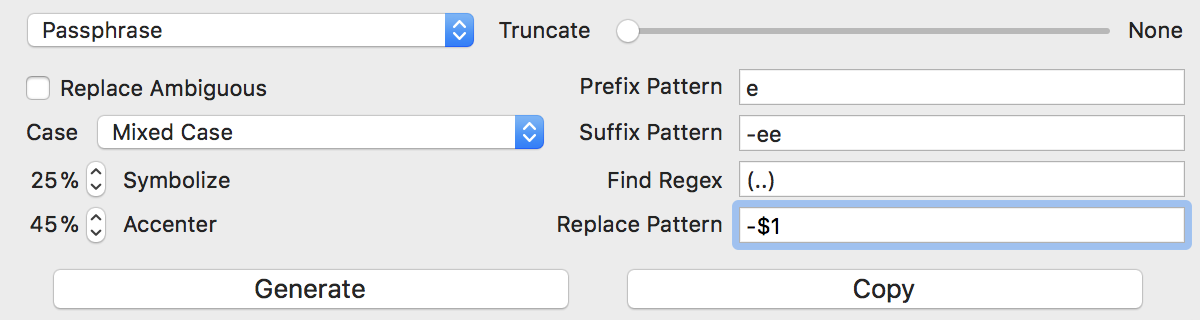 Passphrase Truncate None
Replace Ambiguous Prefix Pattern e
Case Mixed Case Suffix Pattern -ee
25% Symbolize Find Regex (..)
45% Accenter Replace Pattern -$1
Generate Copy